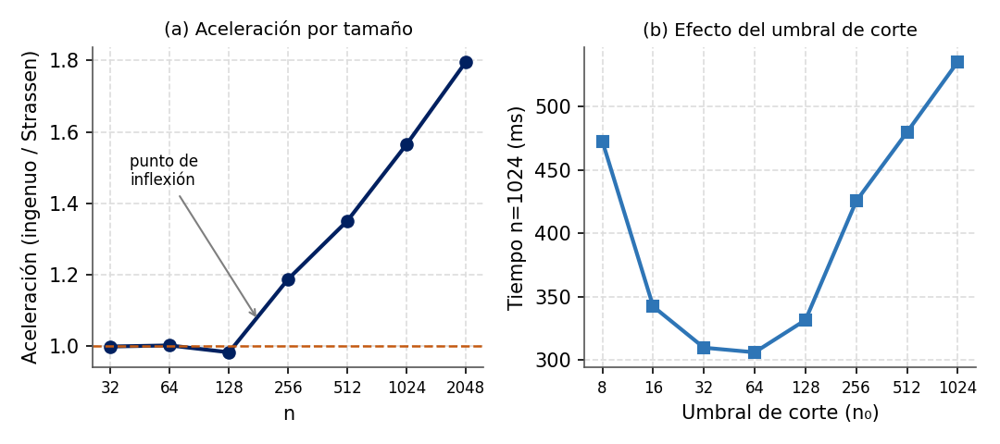 (a) Aceleración por tamaño
Aceleración (ingenuo / Strassen)
1.8
1.6
1.4
1.2
1.0
punto de
inflexión
32 64 128 256 512 1024 2048
n
(b) Efecto del umbral de corte
Tiempo n=1024 (ms)
500
450
400
350
300
8 16 32 64 128 256 512 1024
Umbral de corte (n₀)